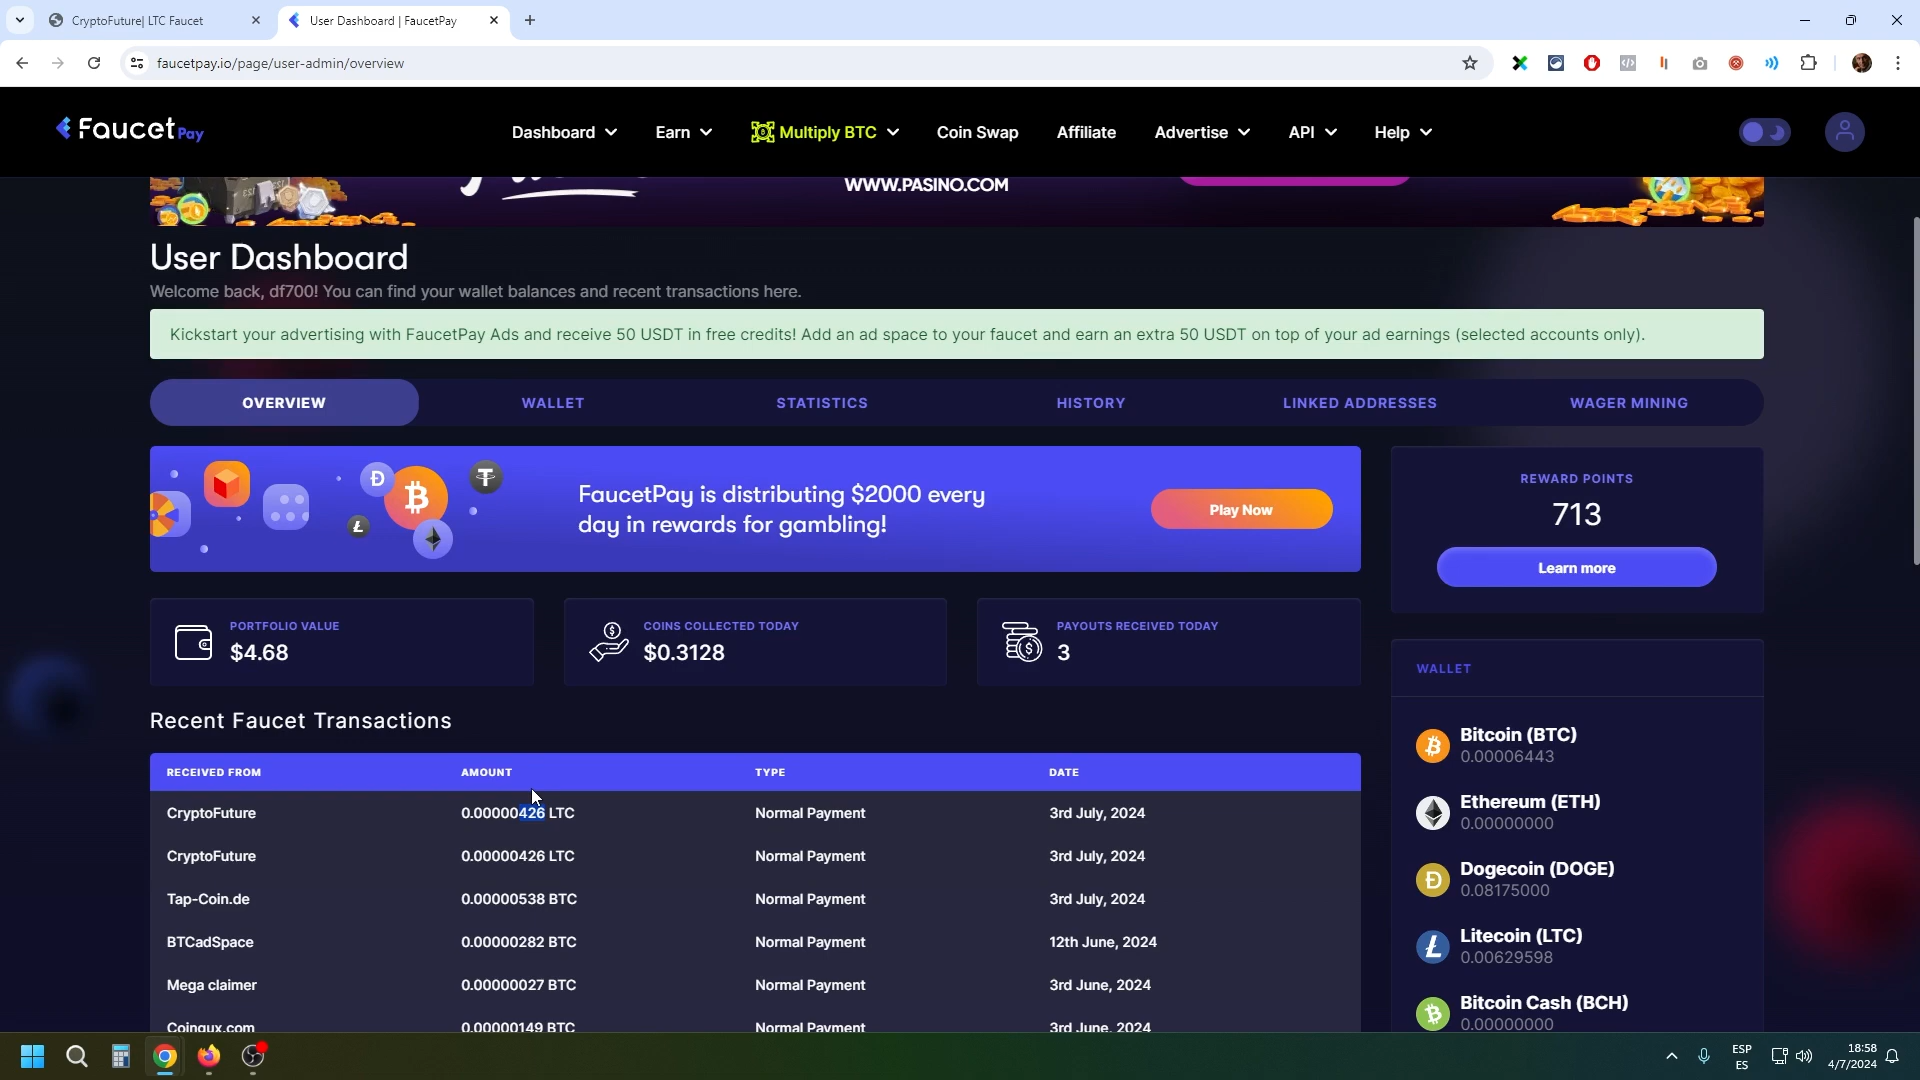 CryptoFuture| LTC Faucet
User Dashboard | FaucetPay
faucetpay.io/page/user-admin/overview
FaucetPay
Dashboard
Earn
Multiply BTC
Coin Swap
Affiliate
Advertise
API
Help
WWW.PASINO.COM
User Dashboard
Welcome back, df700! You can find your wallet balances and recent transactions here.
Kickstart your advertising with FaucetPay Ads and receive 50 USDT in free credits! Add an ad space to your faucet and earn an extra 50 USDT on top of your ad earnings (selected accounts only).
OVERVIEW
WALLET
STATISTICS
HISTORY
LINKED ADDRESSES
WAGER MINING
FaucetPay is distributing $2000 every
day in rewards for gambling!
Play Now
REWARD POINTS
713
Learn more
PORTFOLIO VALUE
$4.68
COINS COLLECTED TODAY
$0.3128
PAYOUTS RECEIVED TODAY
3
Recent Faucet Transactions
RECEIVED FROM AMOUNT TYPE DATE
CryptoFuture 0.00000426 LTC Normal Payment 3rd July, 2024
CryptoFuture 0.00000426 LTC Normal Payment 3rd July, 2024
Tap-Coin.de 0.00000538 BTC Normal Payment 3rd July, 2024
BTCadSpace 0.00000282 BTC Normal Payment 12th June, 2024
Mega claimer 0.00000027 BTC Normal Payment 3rd June, 2024
Coinqux.com 0.00000149 BTC Normal Payment 3rd June, 2024
WALLET
Bitcoin (BTC)
0.00006443
Ethereum (ETH)
0.00000000
Dogecoin (DOGE)
0.08175000
Litecoin (LTC)
0.00629598
Bitcoin Cash (BCH)
0.00000000
ESP
ES
18:58
4/7/2024